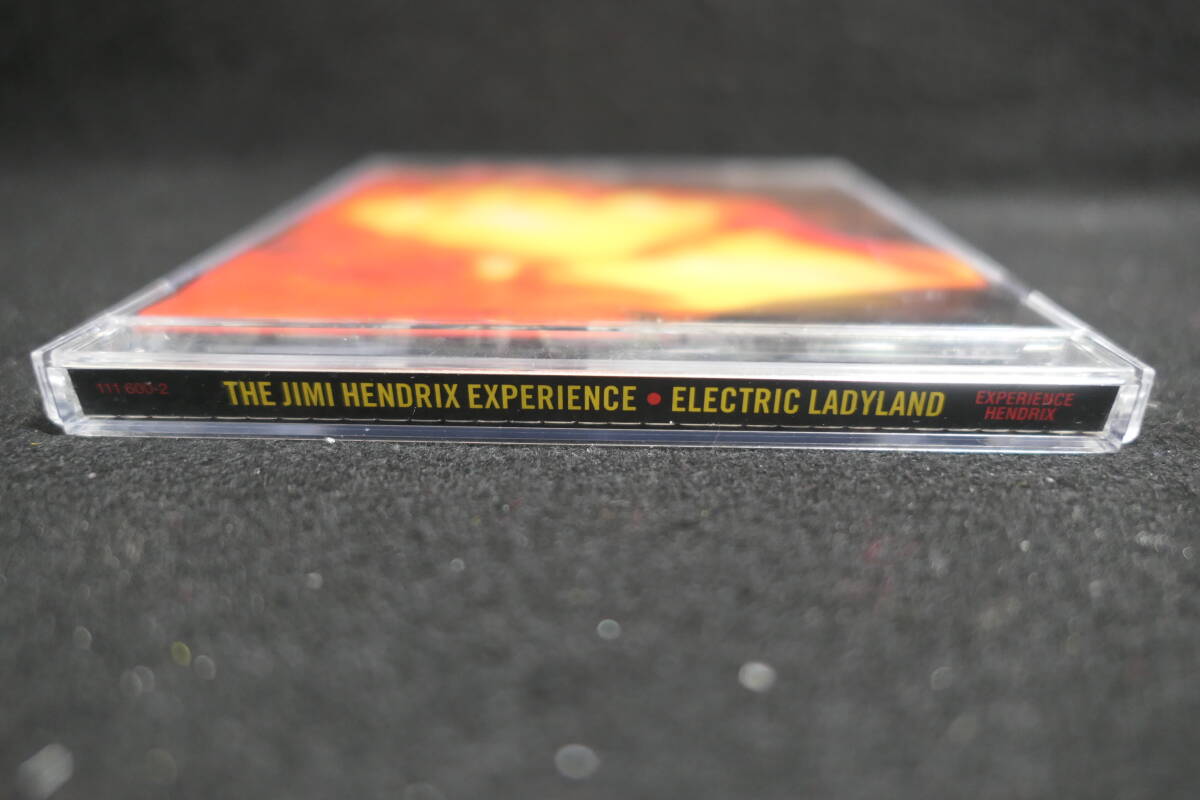 111 600-2
THE JIMI HENDRIX EXPERIENCE • ELECTRIC LADYLAND
EXPERIENCE
HENDRIX